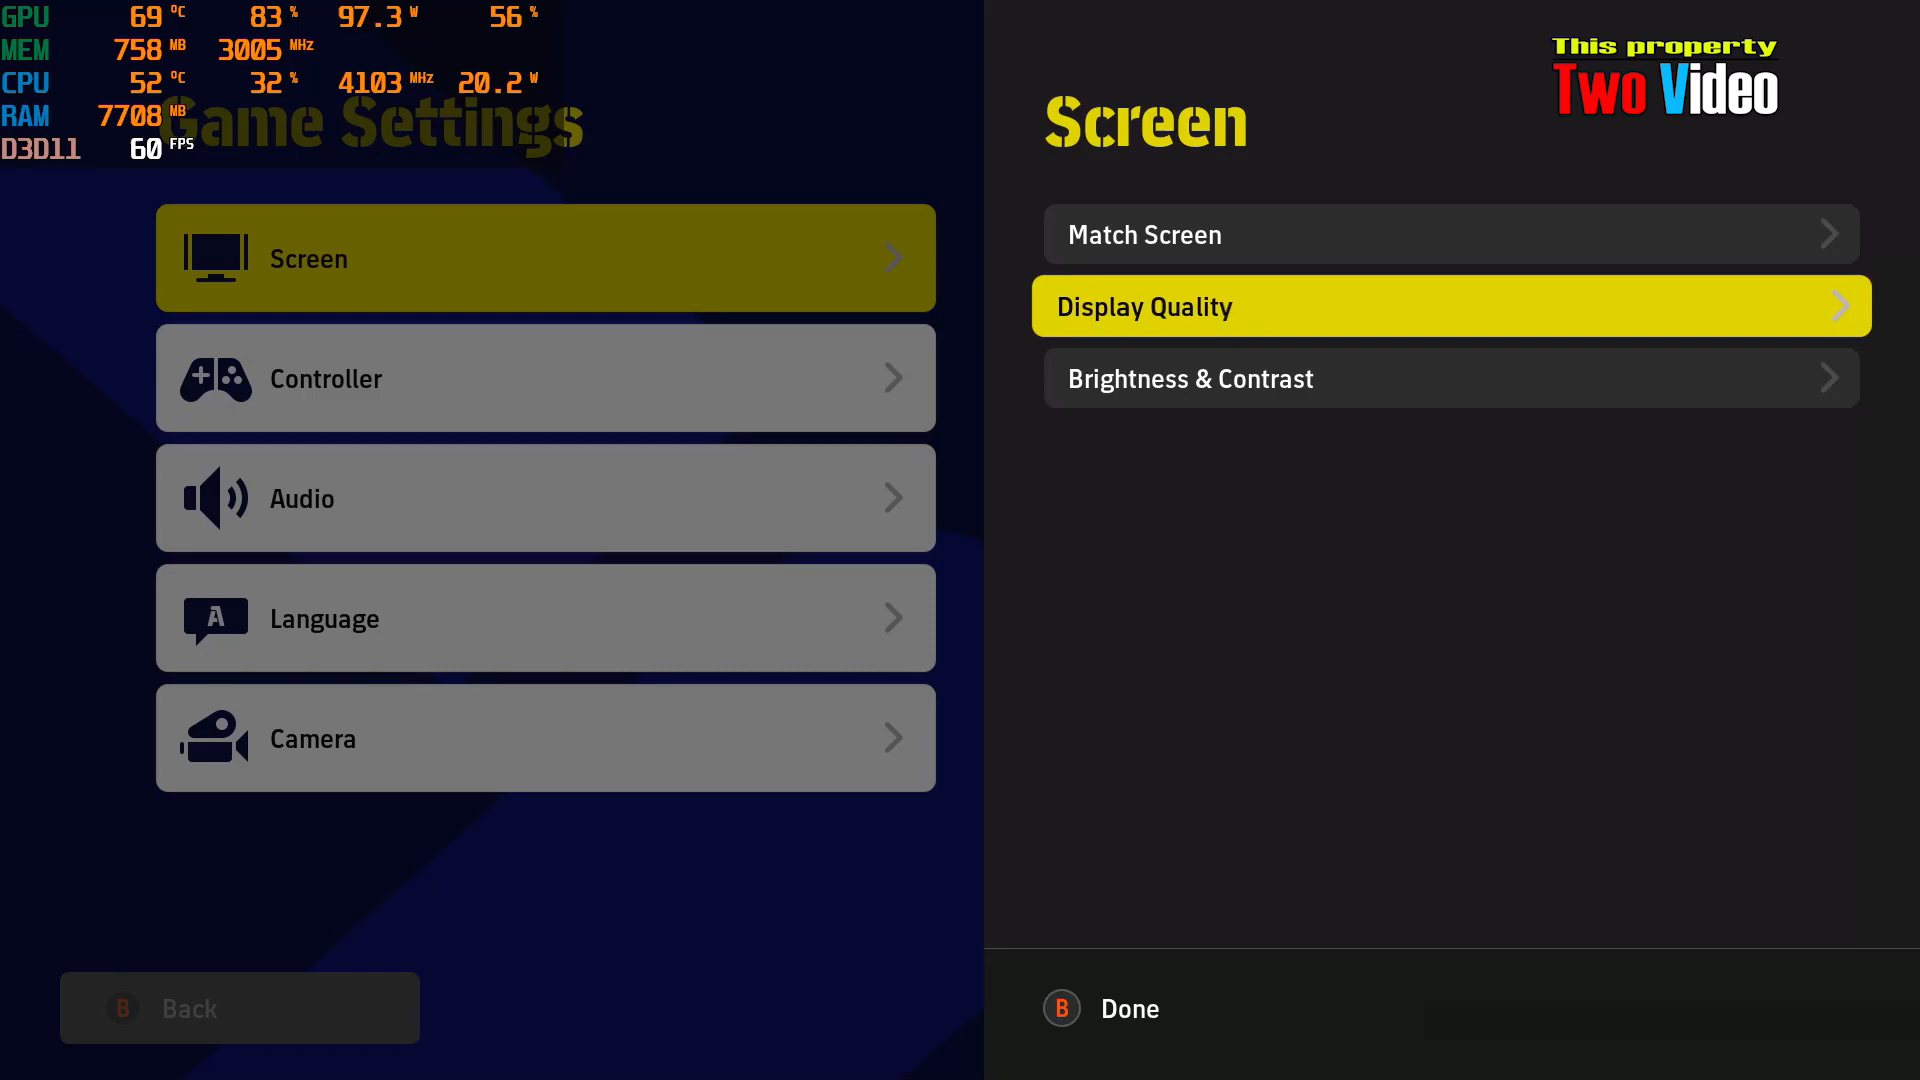 GPU 69 °C 83 % 97.3 W 56 %
MEM 758 MB 3005 MHz
CPU 52 °C 32 % 4103 MHz 20.2 W
RAM 7708 MB
D3D11 60 FPS
Game Settings
Screen
Controller
Audio
A Language
Camera
B Back
This property
Two Video
Screen
Match Screen
Display Quality
Brightness & Contrast
B Done